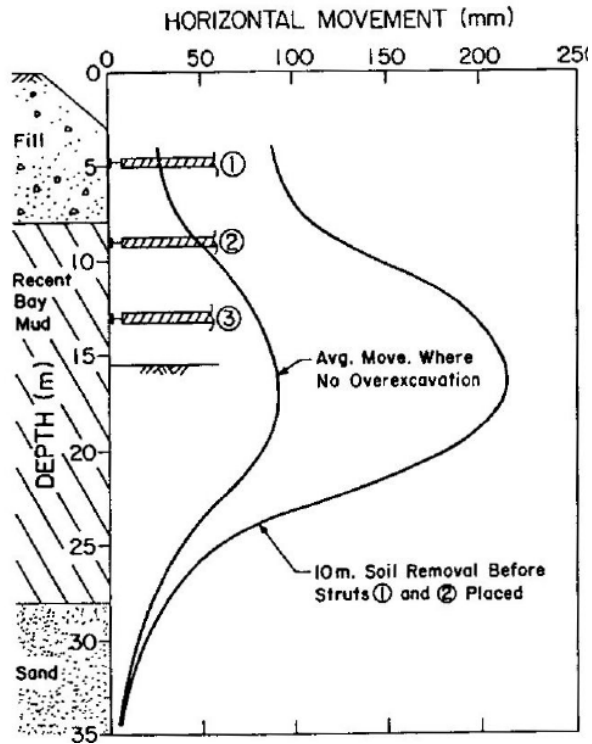 HORIZONTAL MOVEMENT (mm)
0 50 100 150 200 250
0
Fill
5
①
②
10
Recent
Bay
Mud
③
15
Avg. Move. Where
No Overexcavation
DEPTH (m)
20
25
10m. Soil Removal Before
Struts ① and ② Placed
30
Sand
35